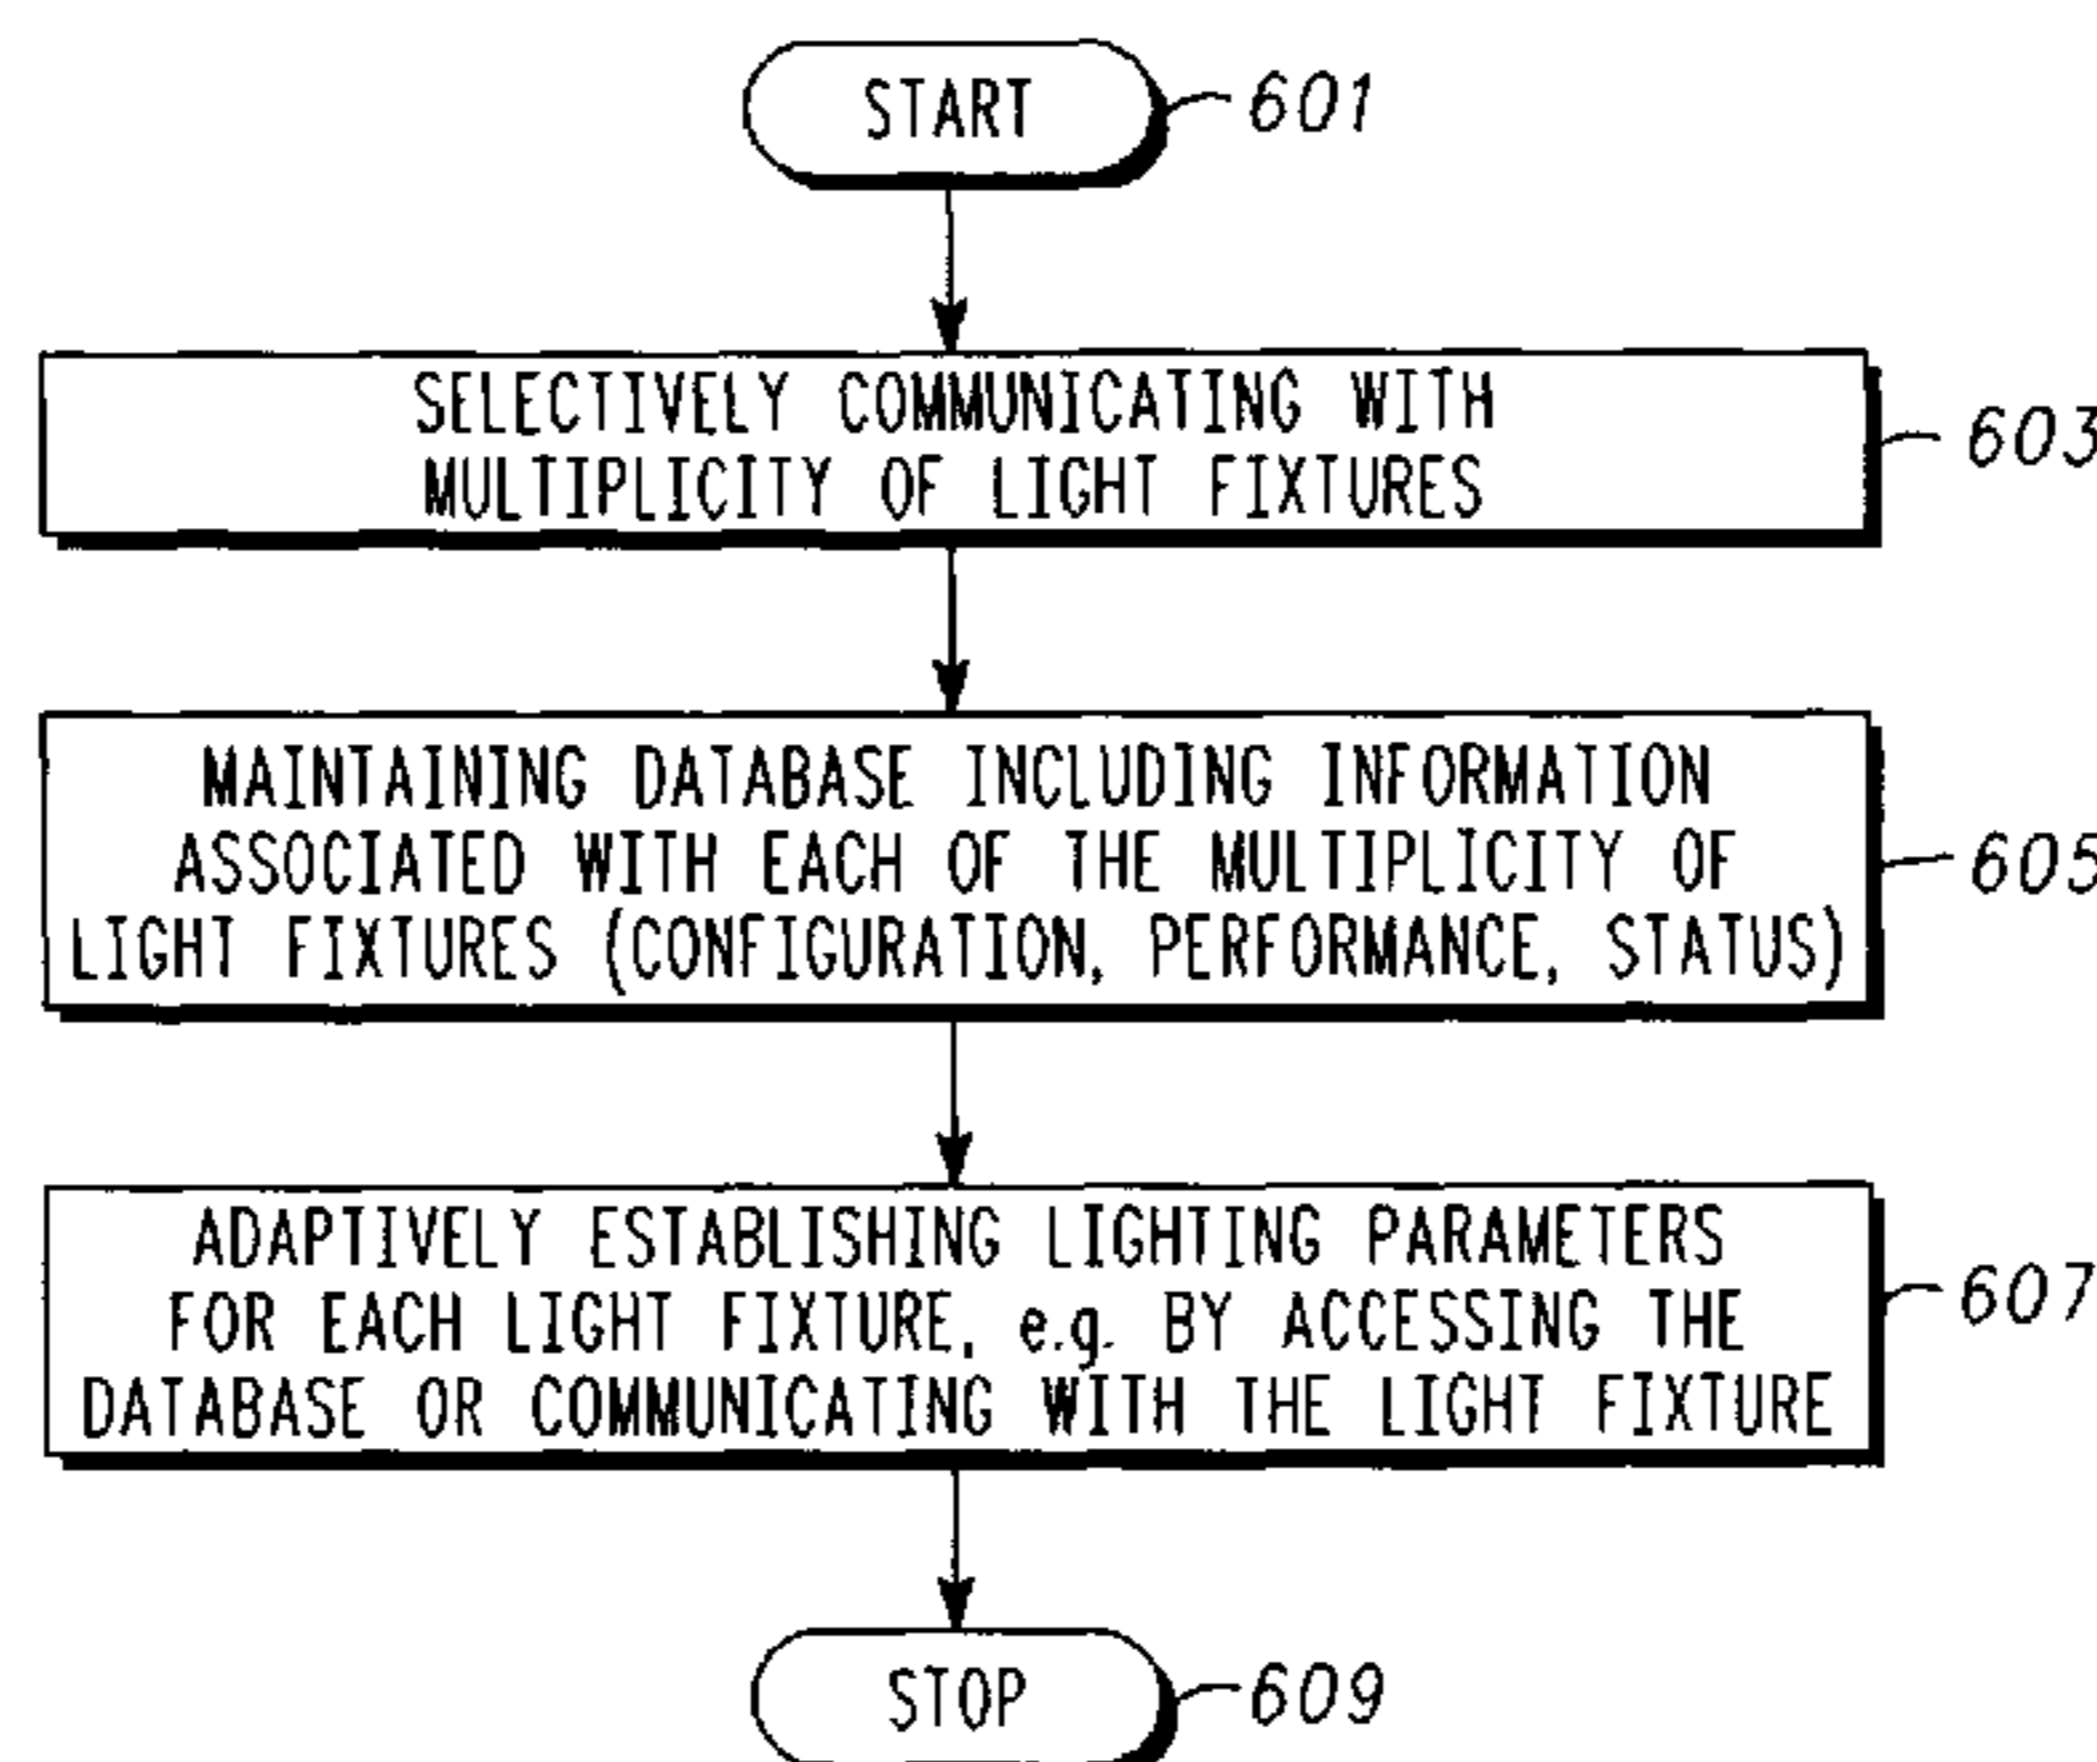 START
601
SELECTIVELY COMMUNICATING WITH
MULTIPLICITY OF LIGHT FIXTURES
603
MAINTAINING DATABASE INCLUDING INFORMATION
ASSOCIATED WITH EACH OF THE MULTIPLICITY OF
LIGHT FIXTURES (CONFIGURATION, PERFORMANCE, STATUS)
605
ADAPTIVELY ESTABLISHING LIGHTING PARAMETERS
FOR EACH LIGHT FIXTURE, e.g. BY ACCESSING THE
DATABASE OR COMMUNICATING WITH THE LIGHT FIXTURE
607
STOP
609